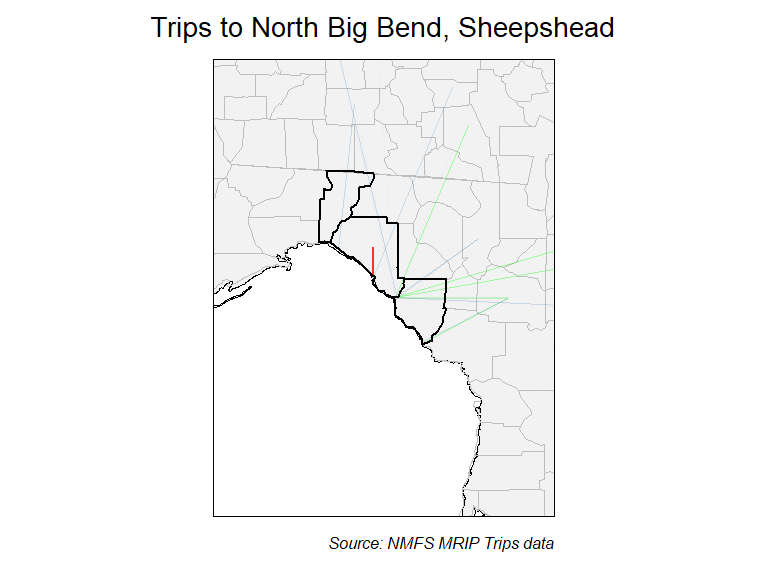 Trips to North Big Bend, Sheepshead
Source: NMFS MRIP Trips data